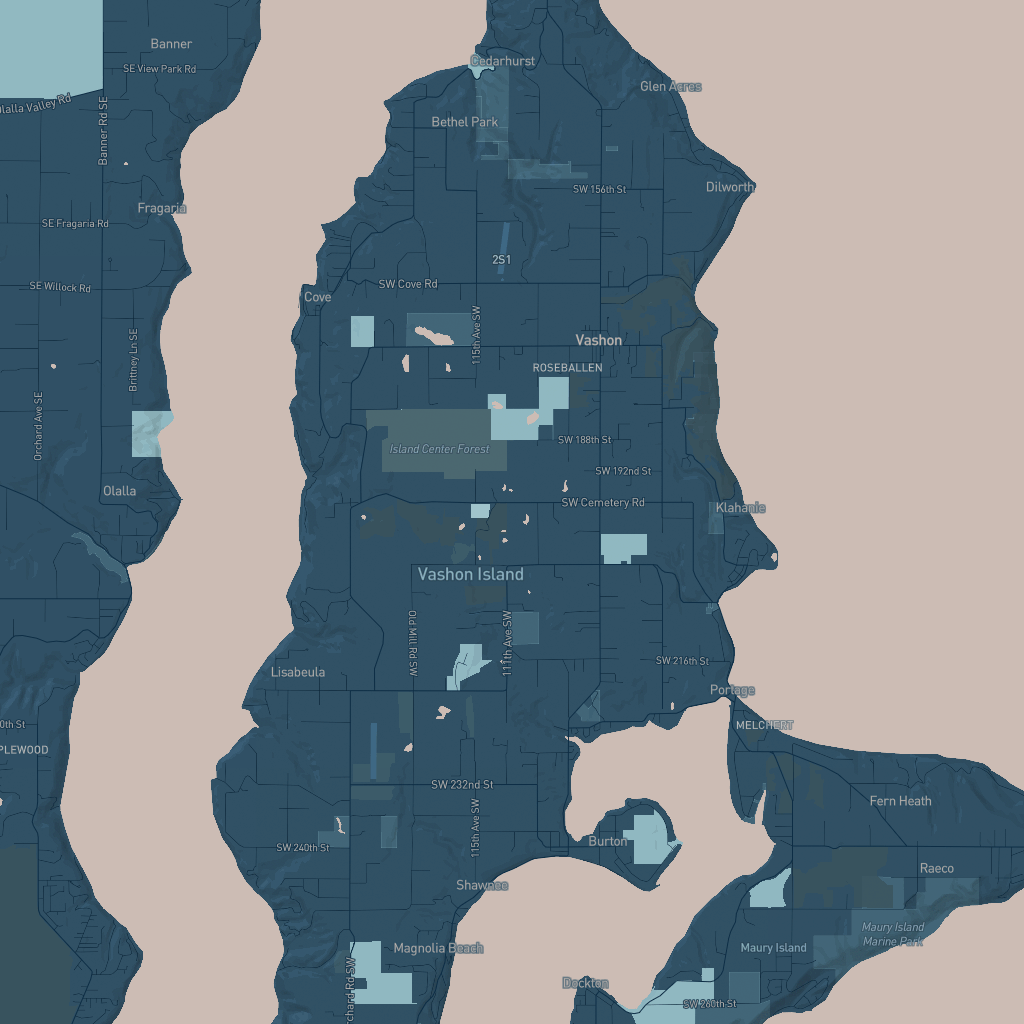 Banner
Cedarhurst
SE View Park Rd
Glen Acres
Olalla Valley Rd
Bethel Park
Banner Rd SE
SW 156th St
Dilworth
Fragaria
SE Fragaria Rd
2S1
SE Willock Rd
SW Cove Rd
Cove
115th Ave SW
Vashon
Brittney Ln SE
ROSEBALLEN
Orchard Ave SE
SW 188th St
Island Center Forest
SW 192nd St
Olalla
SW Cemetery Rd
Klahanie
Vashon Island
Old Mill Rd SW
111th Ave SW
SW 216th St
Lisabeula
Portage
0th St
MELCHERT
PLEWOOD
SW 232nd St
Fern Heath
115th Ave SW
Burton
SW 240th St
Raeco
Shawnee
Maury Island
Marine Park
Magnolia Beach
Maury Island
rchard Rd SW
Dockton
SW 260th St